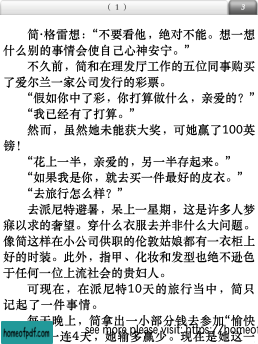 （1）
3
简·格雷想：“不要看他，绝对不能。想一想
什么别的事情会使自己心神安宁。”
不久前，简和在理发厅工作的五位同事购买
了爱尔兰一家公司发行的彩票。
“假如你中了彩，你打算做什么，亲爱的？”
“我已经有了打算。”
然而，虽然她未能获大奖，可她赢了100英
镑！
“花上一半，亲爱的，另一半存起来。”
“如果我是你，就去买一件最好的皮衣。”
“去旅行怎么样？”
去派尼特避暑，呆上一星期，这是许多人梦
寐以求的奢望。穿什么衣服去并非什么大问题。
像简这样在小公司供职的伦敦姑娘都有一衣柜上
好的时装。此外，指甲、化妆和发型也绝不逊色
于任何一位上流社会的贵妇人。
可现在，在派尼特10天的旅行当中，简只
记起了一件事情。
每天晚上，简拿出一小部分钱去参加“愉快
一连4天，她输多赢少。现在是她这一
homeofpdf.com
see more please visit: https://homeof